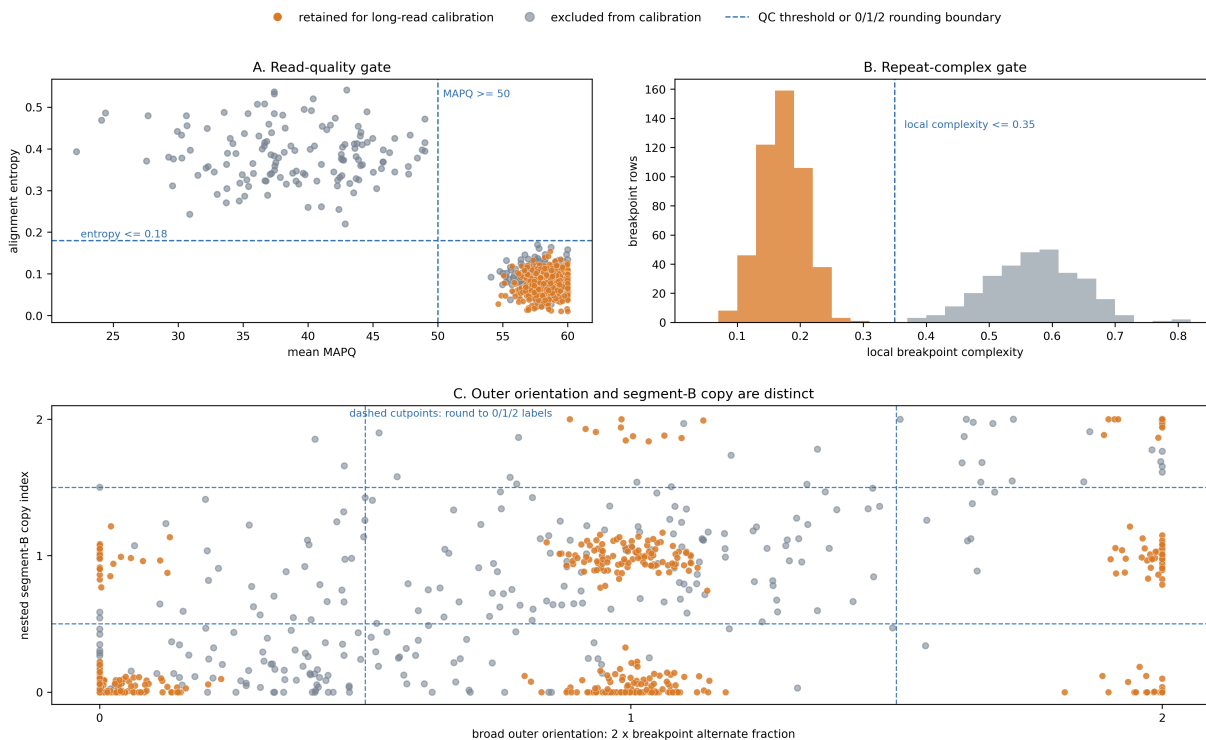 retained for long-read calibration
excluded from calibration
QC threshold or 0/1/2 rounding boundary
A. Read-quality gate
MAPQ >= 50
entropy <= 0.18
alignment entropy
0.5
0.4
0.3
0.2
0.1
0.0
25 30 35 40 45 50 55 60
mean MAPQ
B. Repeat-complex gate
local complexity <= 0.35
breakpoint rows
160
140
120
100
80
60
40
20
0
0.1 0.2 0.3 0.4 0.5 0.6 0.7 0.8
local breakpoint complexity
C. Outer orientation and segment-B copy are distinct
dashed cutpoints: round to 0/1/2 labels
nested segment-B copy index
2
1
0
0 1 2
broad outer orientation: 2 x breakpoint alternate fraction